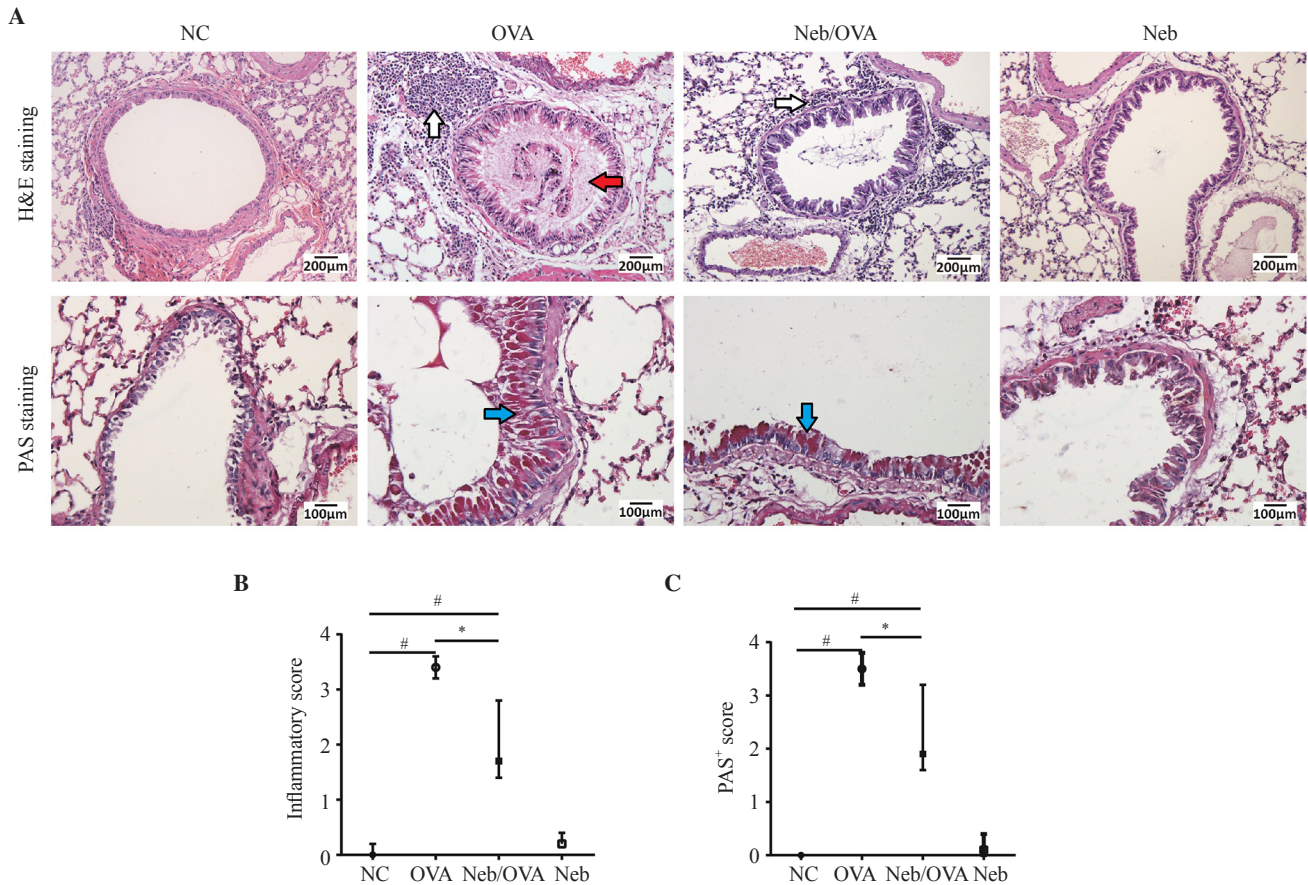 A
NC OVA Neb/OVA Neb
H&E staining
200μm 200μm 200μm 200μm
PAS staining
100μm 100μm 100μm 100μm
B
#
# *
Inflammatory score
4
3
2
1
0
NC OVA Neb/OVA Neb
C
#
# *
PAS+ score
4
3
2
1
0
NC OVA Neb/OVA Neb